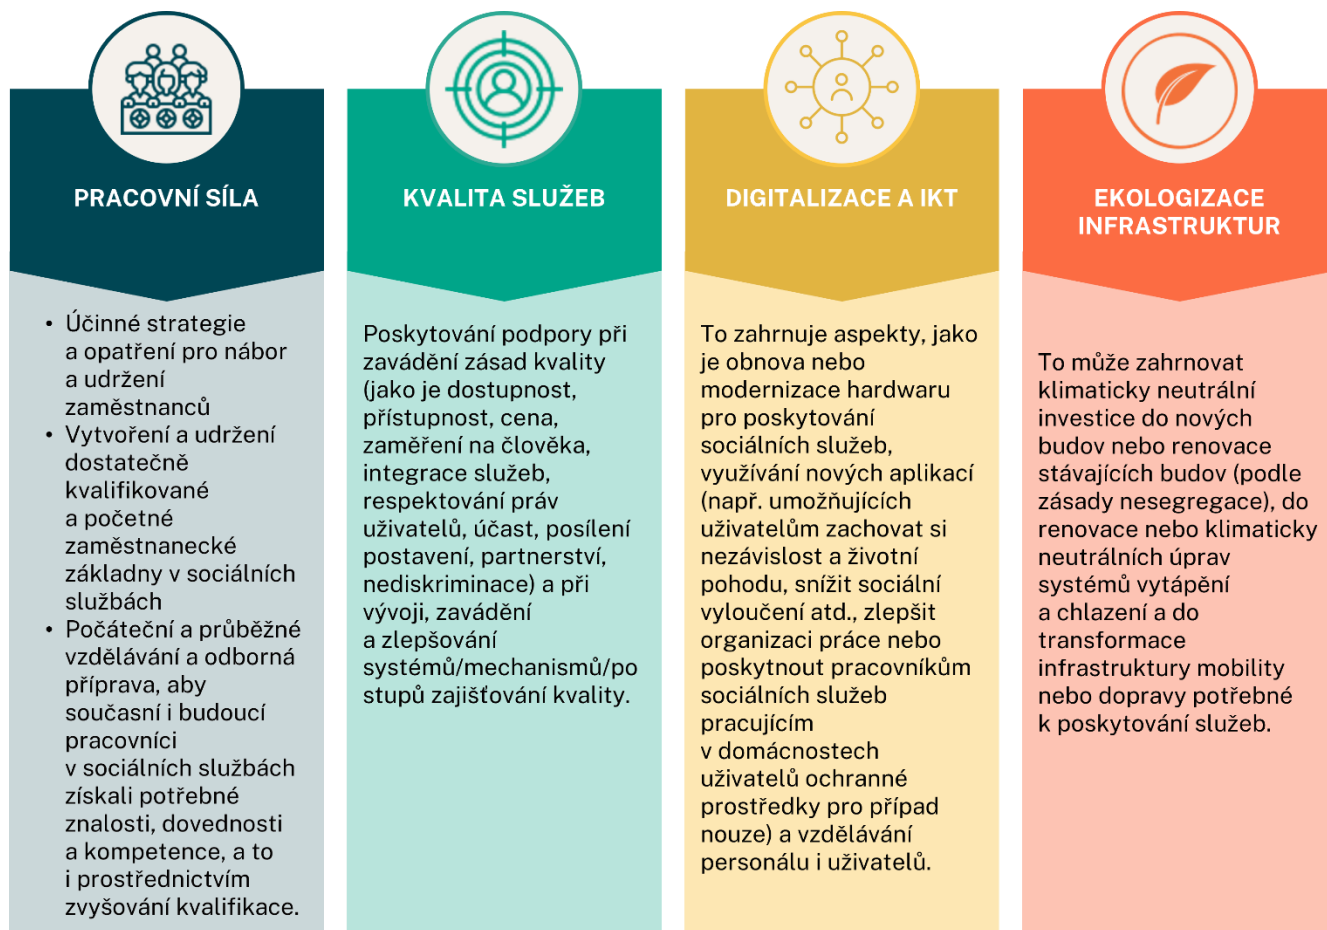 PRACOVNÍ SÍLA
• Účinné strategie
a opatření pro nábor
a udržení
zaměstnanců
• Vytvoření a udržení
dostatečně
kvalifikované
a početné
zaměstnanecké
základny v sociálních
službách
• Počáteční a průběžné
vzdělávání a odborná
příprava, aby
současní i budoucí
pracovníci
v sociálních službách
získali potřebné
znalosti, dovednosti
a kompetence, a to
i prostřednictvím
zvyšování kvalifikace.
KVALITA SLUŽEB
Poskytování podpory při
zavádění zásad kvality
(jako je dostupnost,
přístupnost, cena,
zaměření na člověka,
integrace služeb,
respektování práv
uživatelů, účast, posílení
postavení, partnerství,
nediskriminace) a při
vývoji, zavádění
a zlepšování
systémů/mechanismů/po
stupů zajišťování kvality.
DIGITALIZACE A IKT
To zahrnuje aspekty, jako
je obnova nebo
modernizace hardwaru
pro poskytování
sociálních služeb,
využívání nových aplikací
(např. umožňujících
uživatelům zachovat si
nezávislost a životní
pohodu, snížit sociální
vyloučení atd., zlepšit
organizaci práce nebo
poskytnout pracovníkům
sociálních služeb
pracujícím
v domácnostech
uživatelů ochranné
prostředky pro případ
nouze) a vzdělávání
personálu i uživatelů.
EKOLOGIZACE
INFRASTRUKTUR
To může zahrnovat
klimaticky neutrální
investice do nových
budov nebo renovace
stávajících budov (podle
zásady nesegregace), do
renovace nebo klimaticky
neutrálních úprav
systémů vytápění
a chlazení a do
transformace
infrastruktury mobility
nebo dopravy potřebné
k poskytování služeb.